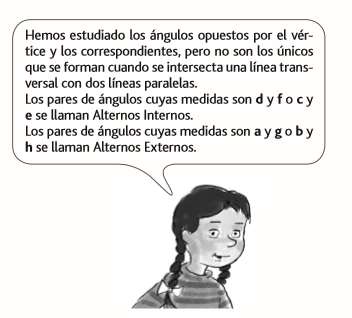 Hemos estudiado los ángulos opuestos por el vér-
tice y los correspondientes, pero no son los únicos
que se forman cuando se intersecta una línea trans-
versal con dos líneas paralelas.
Los pares de ángulos cuyas medidas son d y f o c y
e se llaman Alternos Internos.
Los pares de ángulos cuyas medidas son a y g o b y
h se llaman Alternos Externos.